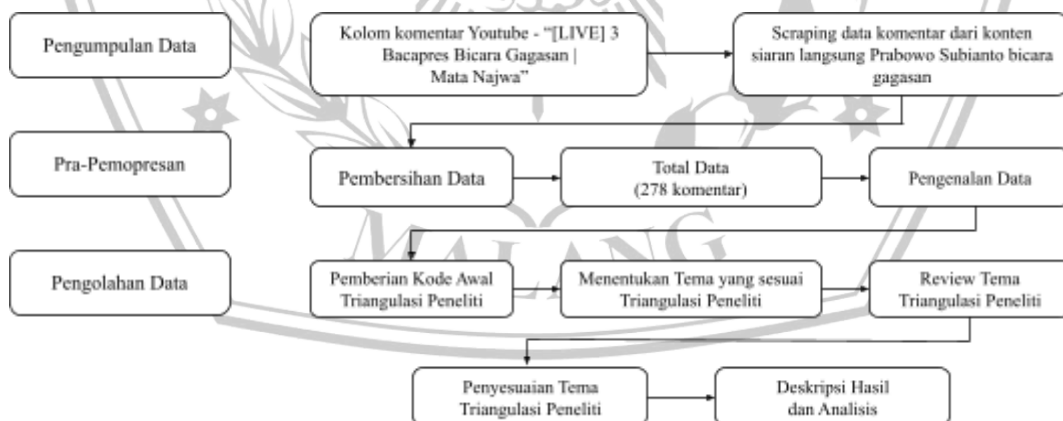 Pengumpulan Data
Kolom komentar Youtube - “[LIVE] 3
Bacapres Bicara Gagasan |
Mata Najwa”
Scraping data komentar dari konten
siaran langsung Prabowo Subianto bicara
gagasan
Pra-Pemopresan
Pembersihan Data
Total Data
(278 komentar)
Pengenalan Data
MALANG
Pengolahan Data
Pemberian Kode Awal
Triangulasi Peneliti
Menentukan Tema yang sesuai
Triangulasi Peneliti
Review Tema
Triangulasi Peneliti
Penyesuaian Tema
Triangulasi Peneliti
Deskripsi Hasil
dan Analisis